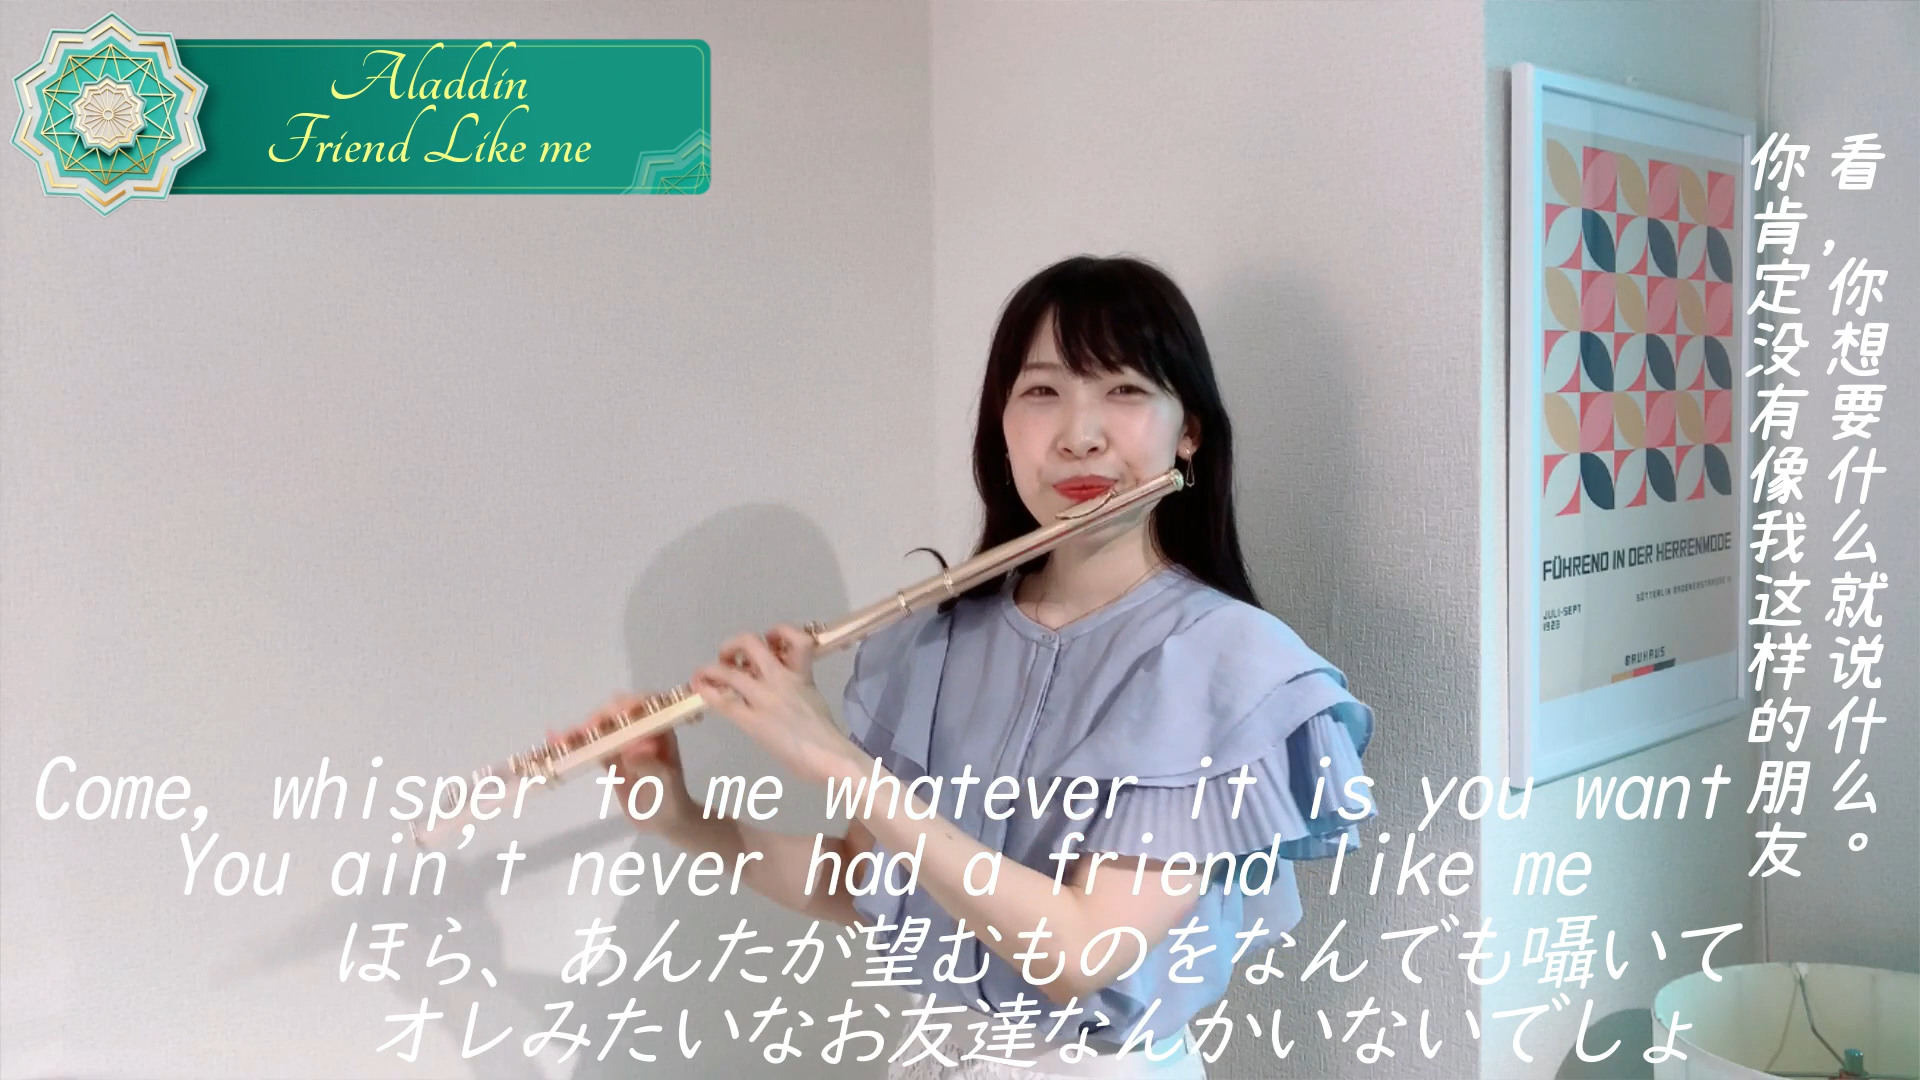 Aladdin
Friend Like me
看,你想要什么就说什么。
你肯定没有像我这样的朋友
FÜHREND IN DER HERRENMODE
JULI-SEPT
1923
BAUHAUS
Come, whisper to me whatever it is you want
You ain't never had a friend like me
ほら、あんたが望むものをなんでも囁いて
オレみたいなお友達なんかいないでしょ